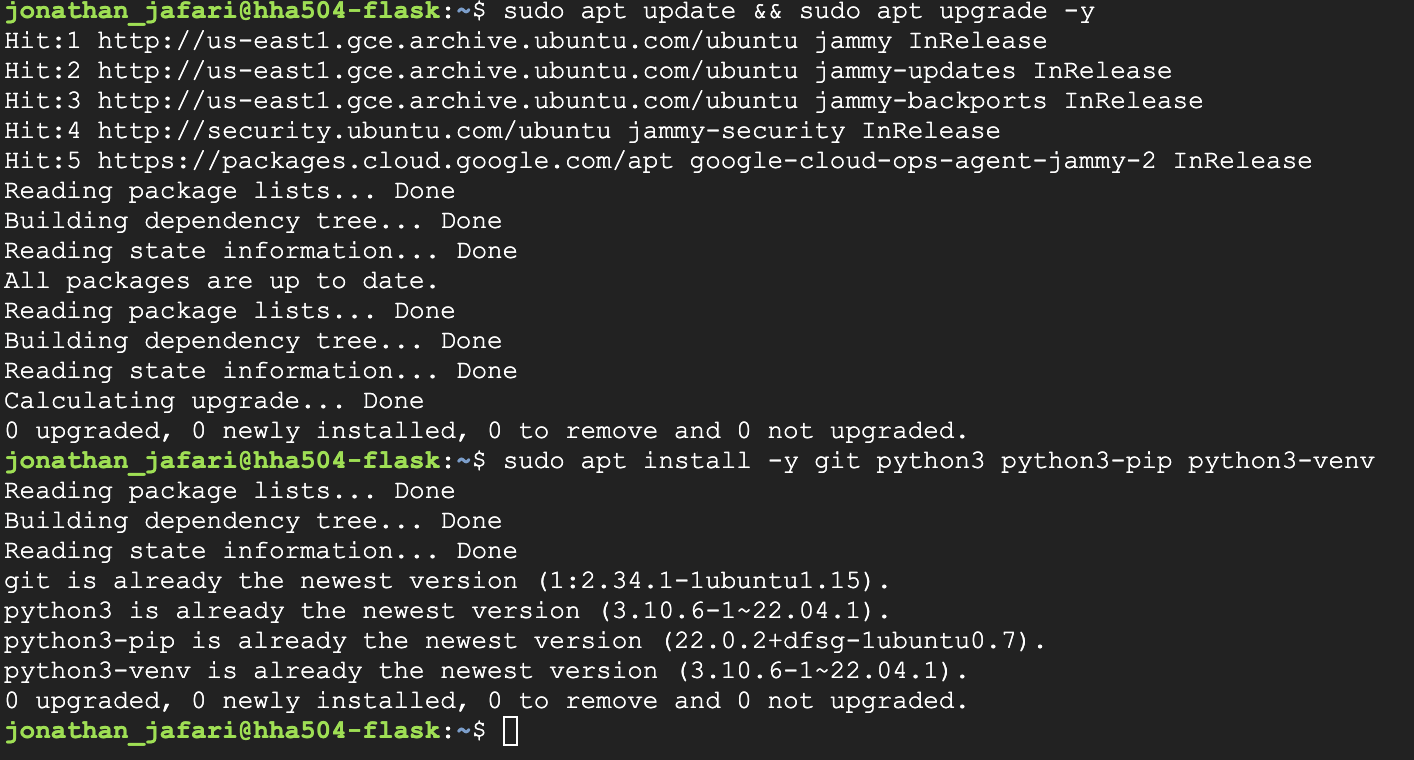 jonathan_jafari@hha504-flask:~$ sudo apt update && sudo apt upgrade -y
Hit:1 http://us-east1.gce.archive.ubuntu.com/ubuntu jammy InRelease
Hit:2 http://us-east1.gce.archive.ubuntu.com/ubuntu jammy-updates InRelease
Hit:3 http://us-east1.gce.archive.ubuntu.com/ubuntu jammy-backports InRelease
Hit:4 http://security.ubuntu.com/ubuntu jammy-security InRelease
Hit:5 https://packages.cloud.google.com/apt google-cloud-ops-agent-jammy-2 InRelease
Reading package lists... Done
Building dependency tree... Done
Reading state information... Done
All packages are up to date.
Reading package lists... Done
Building dependency tree... Done
Reading state information... Done
Calculating upgrade... Done
0 upgraded, 0 newly installed, 0 to remove and 0 not upgraded.
jonathan_jafari@hha504-flask:~$ sudo apt install -y git python3 python3-pip python3-venv
Reading package lists... Done
Building dependency tree... Done
Reading state information... Done
git is already the newest version (1:2.34.1-1ubuntu1.15).
python3 is already the newest version (3.10.6-1~22.04.1).
python3-pip is already the newest version (22.0.2+dfsg-1ubuntu0.7).
python3-venv is already the newest version (3.10.6-1~22.04.1).
0 upgraded, 0 newly installed, 0 to remove and 0 not upgraded.
jonathan_jafari@hha504-flask:~$